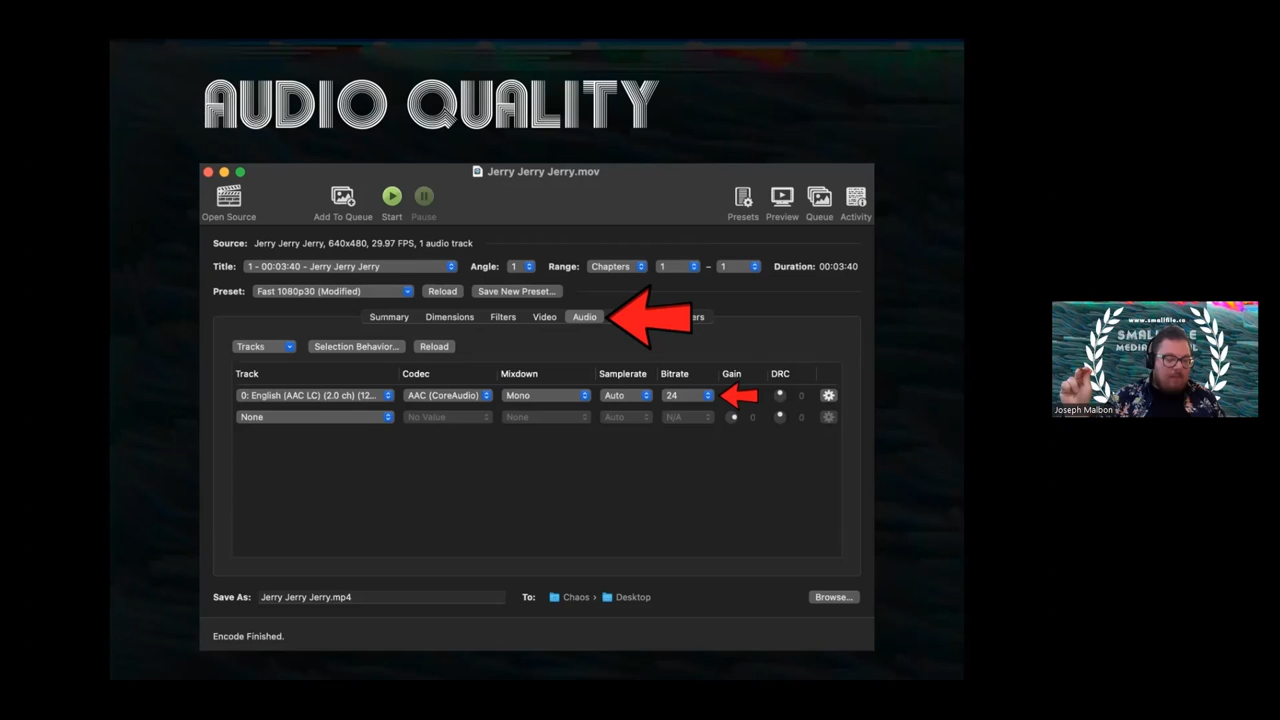 AUDIO QUALITY
Jerry Jerry Jerry.mov
Open Source Add To Queue Start Pause Presets Preview Queue Activity
Source: Jerry Jerry Jerry, 640x480, 29.97 FPS, 1 audio track
Title: 1 - 00:03:40 - Jerry Jerry Jerry Angle: 1 Range: Chapters 1 – 1 Duration: 00:03:40
Preset: Fast 1080p30 (Modified) Reload Save New Preset...
Summary Dimensions Filters Video Audio
Tracks Selection Behavior... Reload
Track Codec Mixdown Samplerate Bitrate Gain DRC
0: English (AAC LC) (2.0 ch) (12... AAC (CoreAudio) Mono Auto 24 0
None No Value None Auto N/A 0 0
Save As: Jerry Jerry Jerry.mp4 To: Chaos › Desktop Browse...
Encode Finished.
www.smallfile.ca
Joseph Malbon